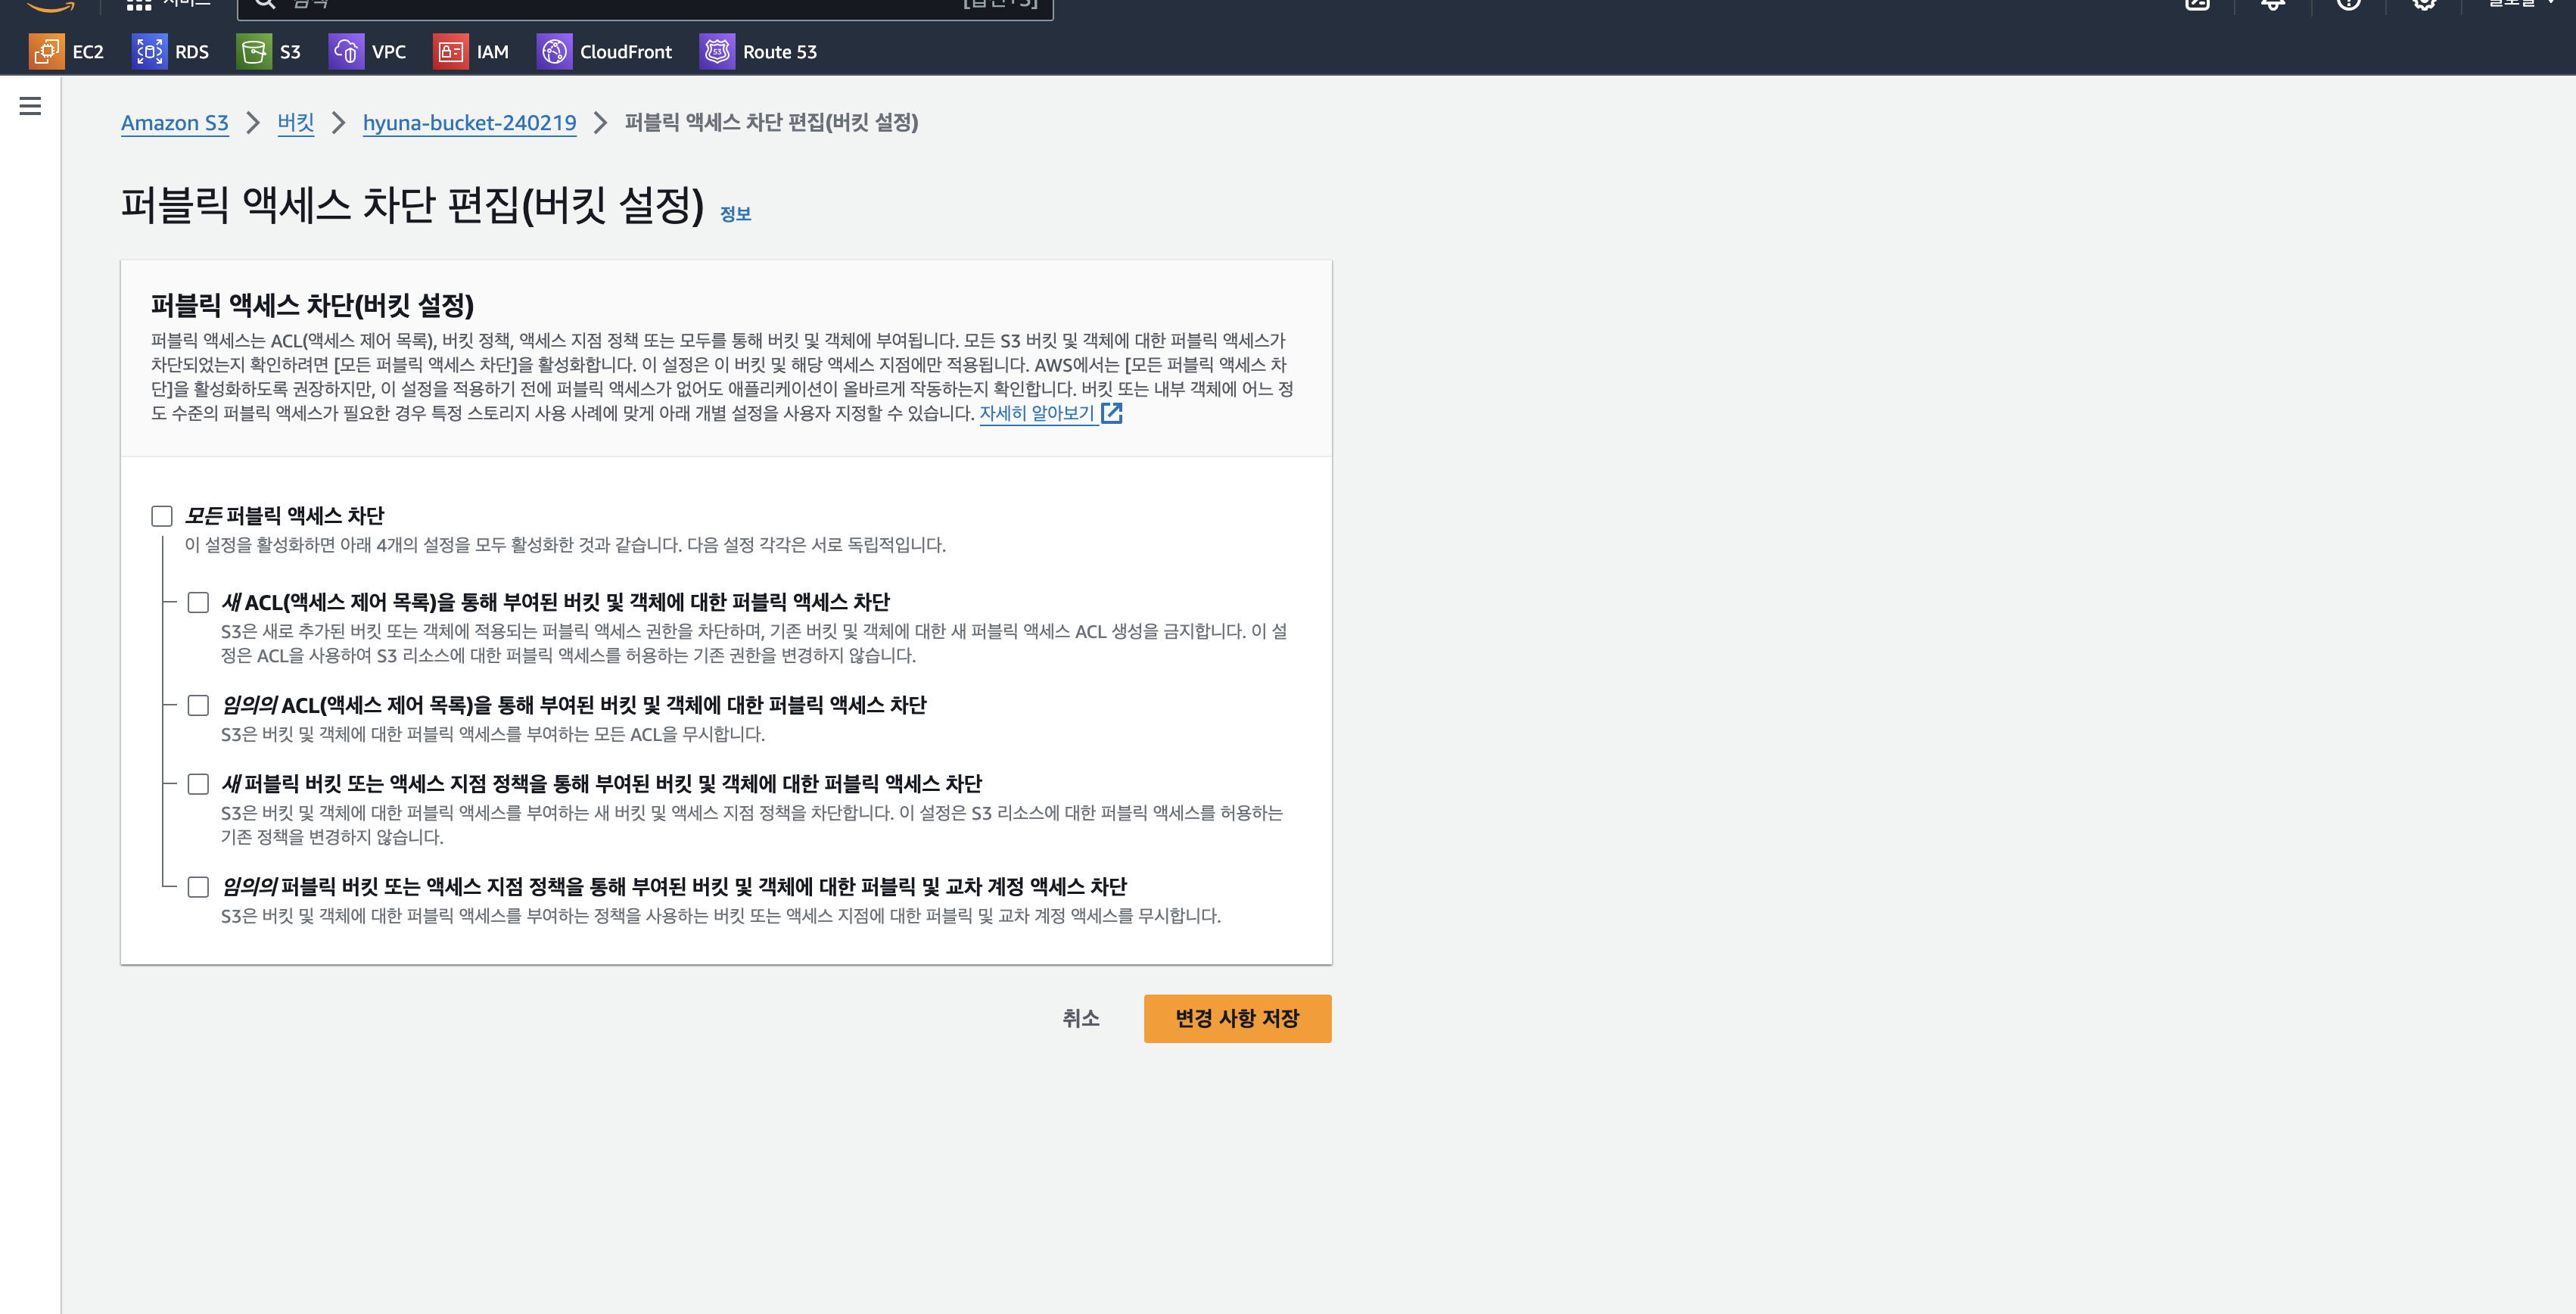 EC2 RDS S3 VPC IAM CloudFront Route 53
Amazon S3 > 버킷 > hyuna-bucket-240219 > 퍼블릭 액세스 차단 편집(버킷 설정)
퍼블릭 액세스 차단 편집(버킷 설정) 정보
퍼블릭 액세스 차단(버킷 설정)
퍼블릭 액세스는 ACL(액세스 제어 목록), 버킷 정책, 액세스 지점 정책 또는 모두를 통해 버킷 및 객체에 부여됩니다. 모든 S3 버킷 및 객체에 대한 퍼블릭 액세스가
차단되었는지 확인하려면 [모든 퍼블릭 액세스 차단]을 활성화합니다. 이 설정은 이 버킷 및 해당 액세스 지점에만 적용됩니다. AWS에서는 [모든 퍼블릭 액세스 차
단]을 활성화하도록 권장하지만, 이 설정을 적용하기 전에 퍼블릭 액세스가 없어도 애플리케이션이 올바르게 작동하는지 확인합니다. 버킷 또는 내부 객체에 어느 정
도 수준의 퍼블릭 액세스가 필요한 경우 특정 스토리지 사용 사례에 맞게 아래 개별 설정을 사용자 지정할 수 있습니다. 자세히 알아보기
모든 퍼블릭 액세스 차단
이 설정을 활성화하면 아래 4개의 설정을 모두 활성화한 것과 같습니다. 다음 설정 각각은 서로 독립적입니다.
새 ACL(액세스 제어 목록)을 통해 부여된 버킷 및 객체에 대한 퍼블릭 액세스 차단
S3은 새로 추가된 버킷 또는 객체에 적용되는 퍼블릭 액세스 권한을 차단하며, 기존 버킷 및 객체에 대한 새 퍼블릭 액세스 ACL 생성을 금지합니다. 이 설
정은 ACL을 사용하여 S3 리소스에 대한 퍼블릭 액세스를 허용하는 기존 권한을 변경하지 않습니다.
임의의 ACL(액세스 제어 목록)을 통해 부여된 버킷 및 객체에 대한 퍼블릭 액세스 차단
S3은 버킷 및 객체에 대한 퍼블릭 액세스를 부여하는 모든 ACL을 무시합니다.
새 퍼블릭 버킷 또는 액세스 지점 정책을 통해 부여된 버킷 및 객체에 대한 퍼블릭 액세스 차단
S3은 버킷 및 객체에 대한 퍼블릭 액세스를 부여하는 새 버킷 및 액세스 지점 정책을 차단합니다. 이 설정은 S3 리소스에 대한 퍼블릭 액세스를 허용하는
기존 정책을 변경하지 않습니다.
임의의 퍼블릭 버킷 또는 액세스 지점 정책을 통해 부여된 버킷 및 객체에 대한 퍼블릭 및 교차 계정 액세스 차단
S3은 버킷 및 객체에 대한 퍼블릭 액세스를 부여하는 정책을 사용하는 버킷 또는 액세스 지점에 대한 퍼블릭 및 교차 계정 액세스를 무시합니다.
취소 변경 사항 저장